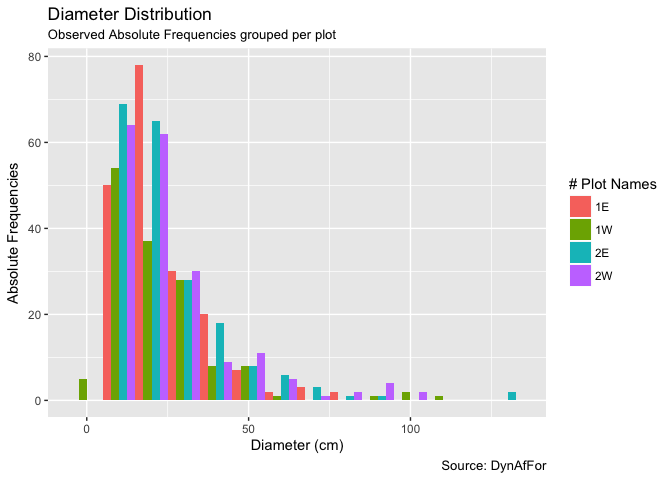 Diameter Distribution
Observed Absolute Frequencies grouped per plot
80
60
40
20
0
Absolute Frequencies
0 50 100
Diameter (cm)
# Plot Names
1E
1W
2E
2W
Source: DynAfFor